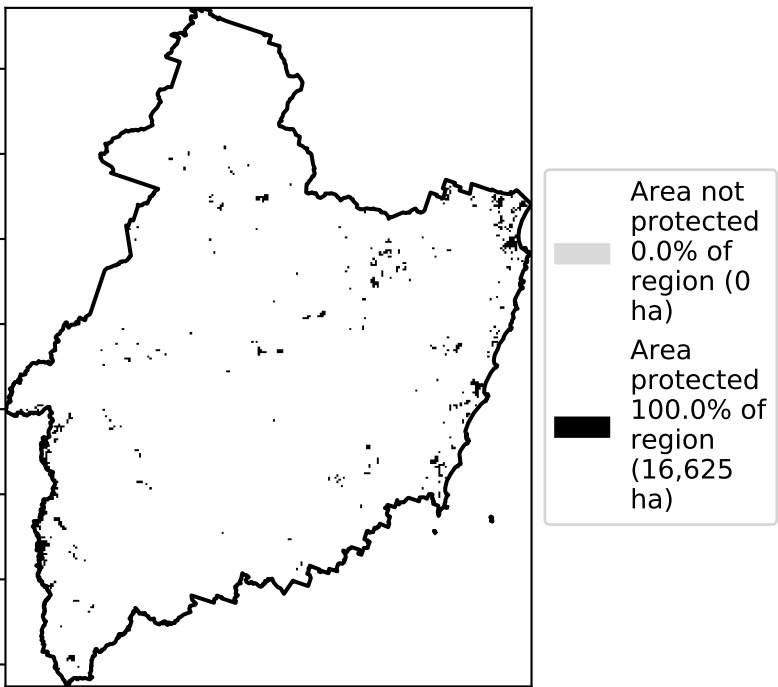 Area not
protected
0.0% of
region (0
ha)
Area
protected
100.0% of
region
(16,625
ha)